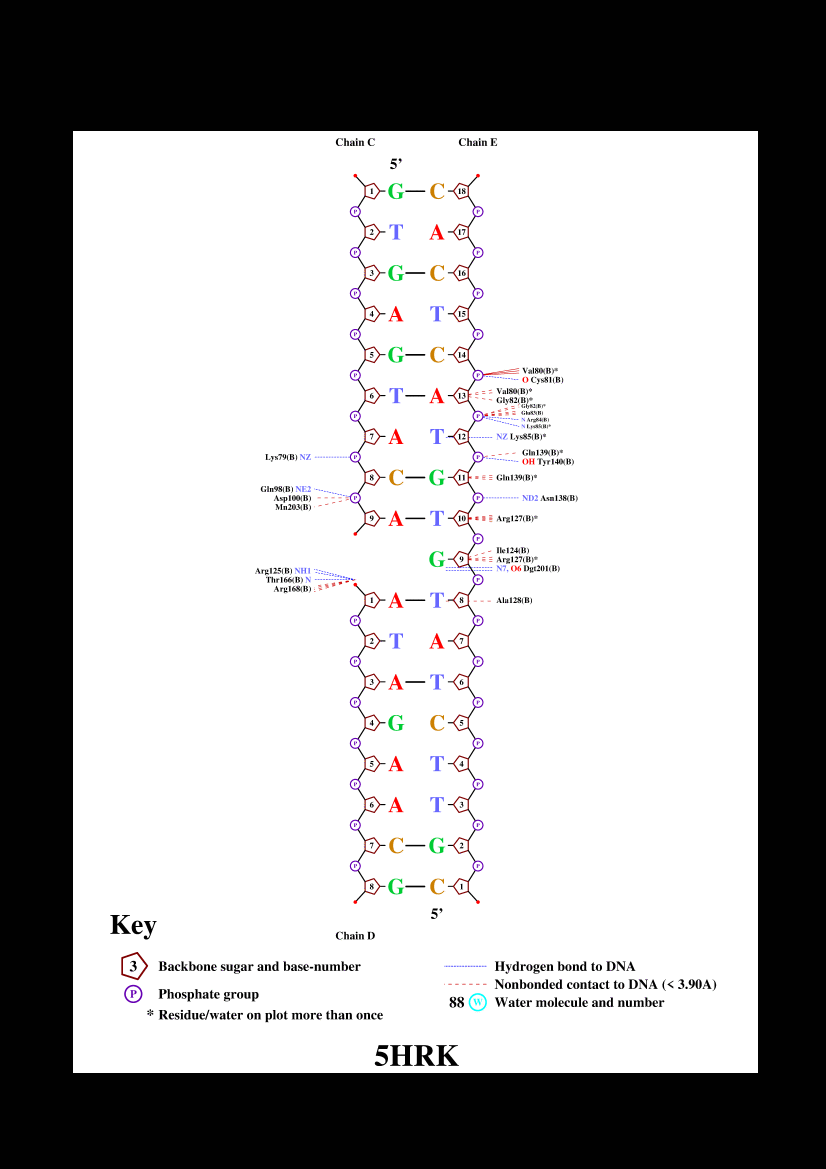 Chain C Chain E
5’
1 G C 18
P P
2 T A 17
P P
3 G C 16
P P
4 A T 15
P P
5 G C 14
Val80(B)*
P P
O Cys81(B)
Val80(B)*
6 T A 13
Gly82(B)*
Gly82(B)*
Glu83(B)
P P
N Arg84(B)
N Lys85(B)*
7 A T 12 NZ Lys85(B)*
Gln139(B)*
Lys79(B) NZ P P
OH Tyr140(B)
8 C G 11 Gln139(B)*
Gln98(B) NE2
Asp100(B) P P ND2 Asn138(B)
Mn203(B)
9 A T 10 Arg127(B)*
P
Ile124(B)
G 9 Arg127(B)*
N7, O6 Dgt201(B)
Arg125(B) NH1
Thr166(B) N P
Arg168(B)
1 A T 8 Ala128(B)
P P
2 T A 7
P P
3 A T 6
P P
4 G C 5
P P
5 A T 4
P P
6 A T 3
P P
7 C G 2
P P
8 G C 1
5’
Key
Chain D
3 Backbone sugar and base-number
P Phosphate group
* Residue/water on plot more than once
Hydrogen bond to DNA
Nonbonded contact to DNA (< 3.90A)
88 W Water molecule and number
5HRK